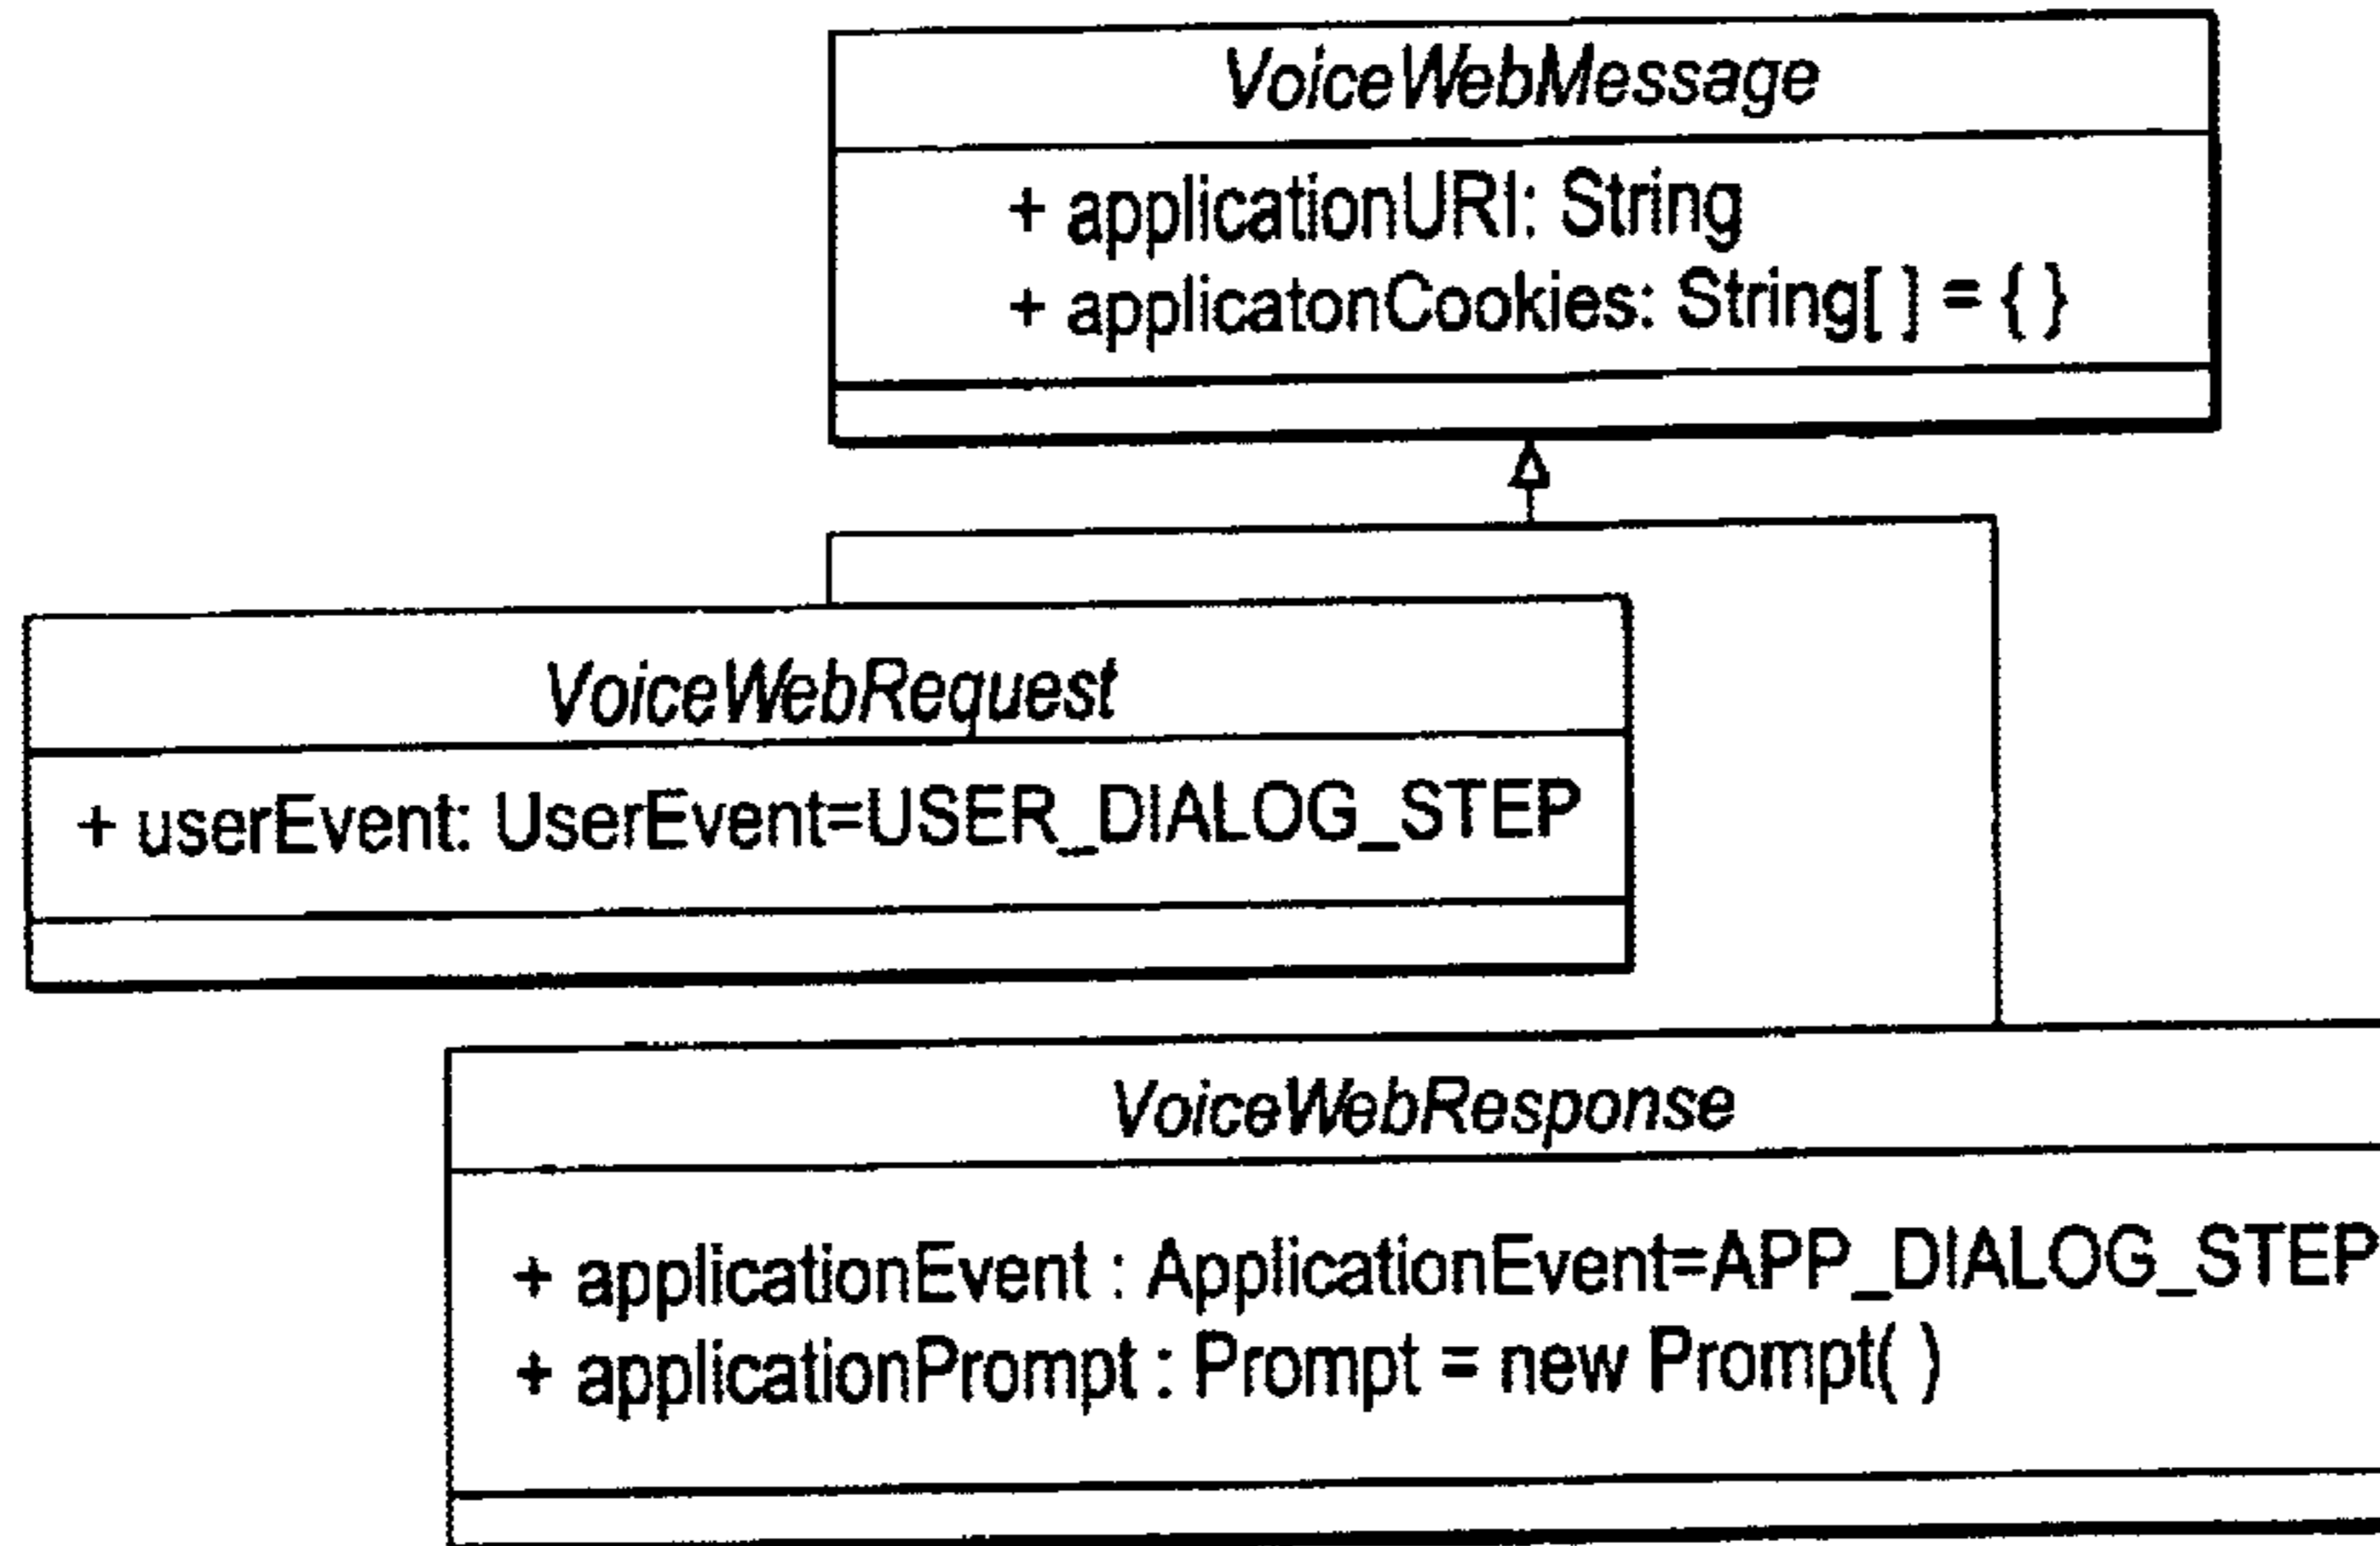 VoiceWebMessage
+ applicationURI: String
+ applicatonCookies: String[ ] = { }
VoiceWebRequest
+ userEvent: UserEvent=USER_DIALOG_STEP
VoiceWebResponse
+ applicationEvent : ApplicationEvent=APP_DIALOG_STEP
+ applicationPrompt : Prompt = new Prompt( )